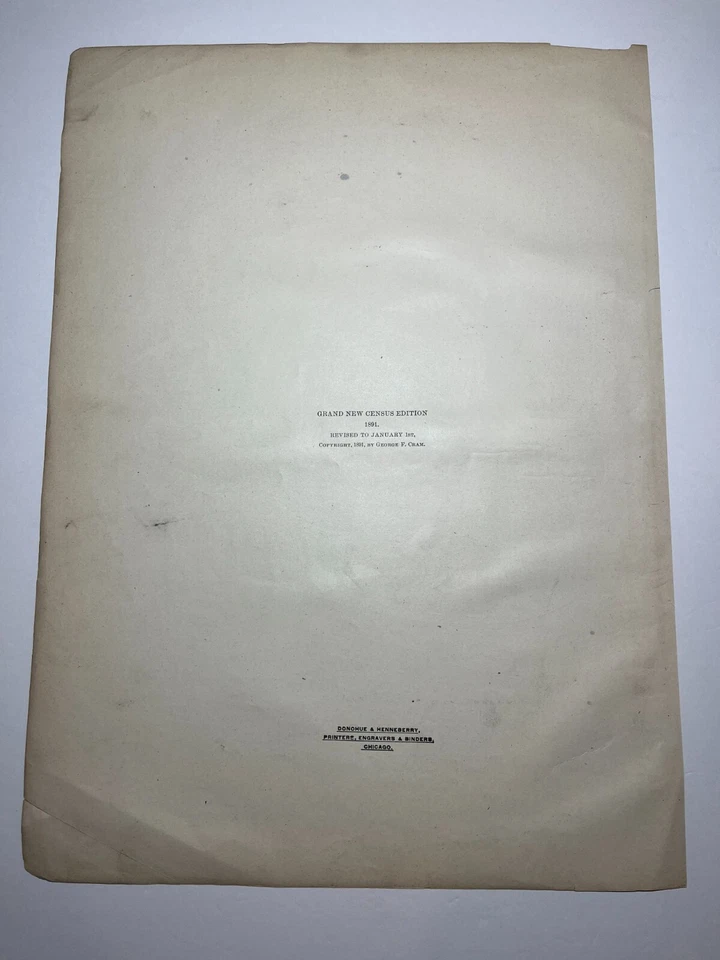 GRAND NEW CENSUS EDITION
1891.
REVISED TO JANUARY 1ST,
COPYRIGHT, 1891, BY GEORGE F. CRAM.
DONOHUE & HENNEBERRY,
PRINTERS, ENGRAVERS & BINDERS,
CHICAGO.